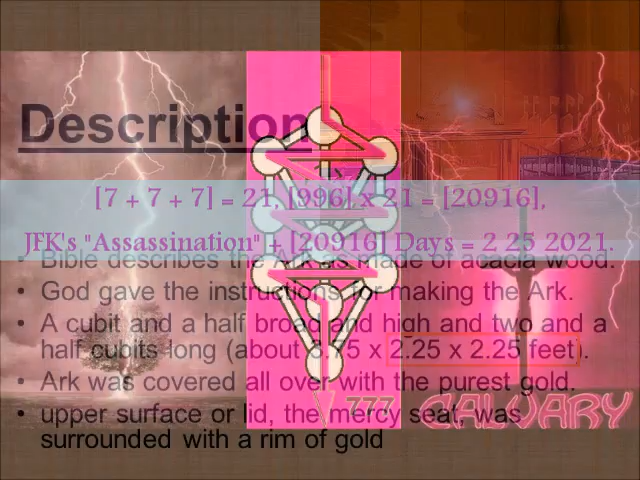 Description
[7 + 7 + 7] = 21, [996] x 21 = [20916],
JFK's "Assassination" + [20916] Days = 2 25 2021.
• Bible describes the Ark as made of acacia wood.
• God gave the instructions for making the Ark.
• A cubit and a half broad and high and two and a
half cubits long (about 3.75 x 2.25 x 2.25 feet).
• Ark was covered all over with the purest gold.
• upper surface or lid, the mercy seat, was
surrounded with a rim of gold
777
CALVARY